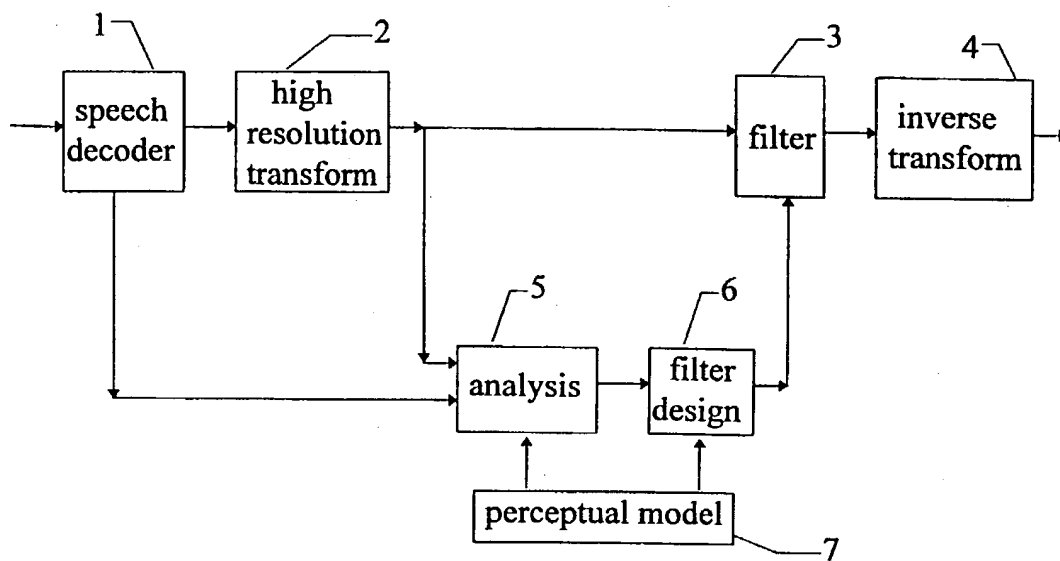 1
2
3
4
speech
decoder
high
resolution
transform
filter
inverse
transform
5
6
analysis
filter
design
perceptual model
7